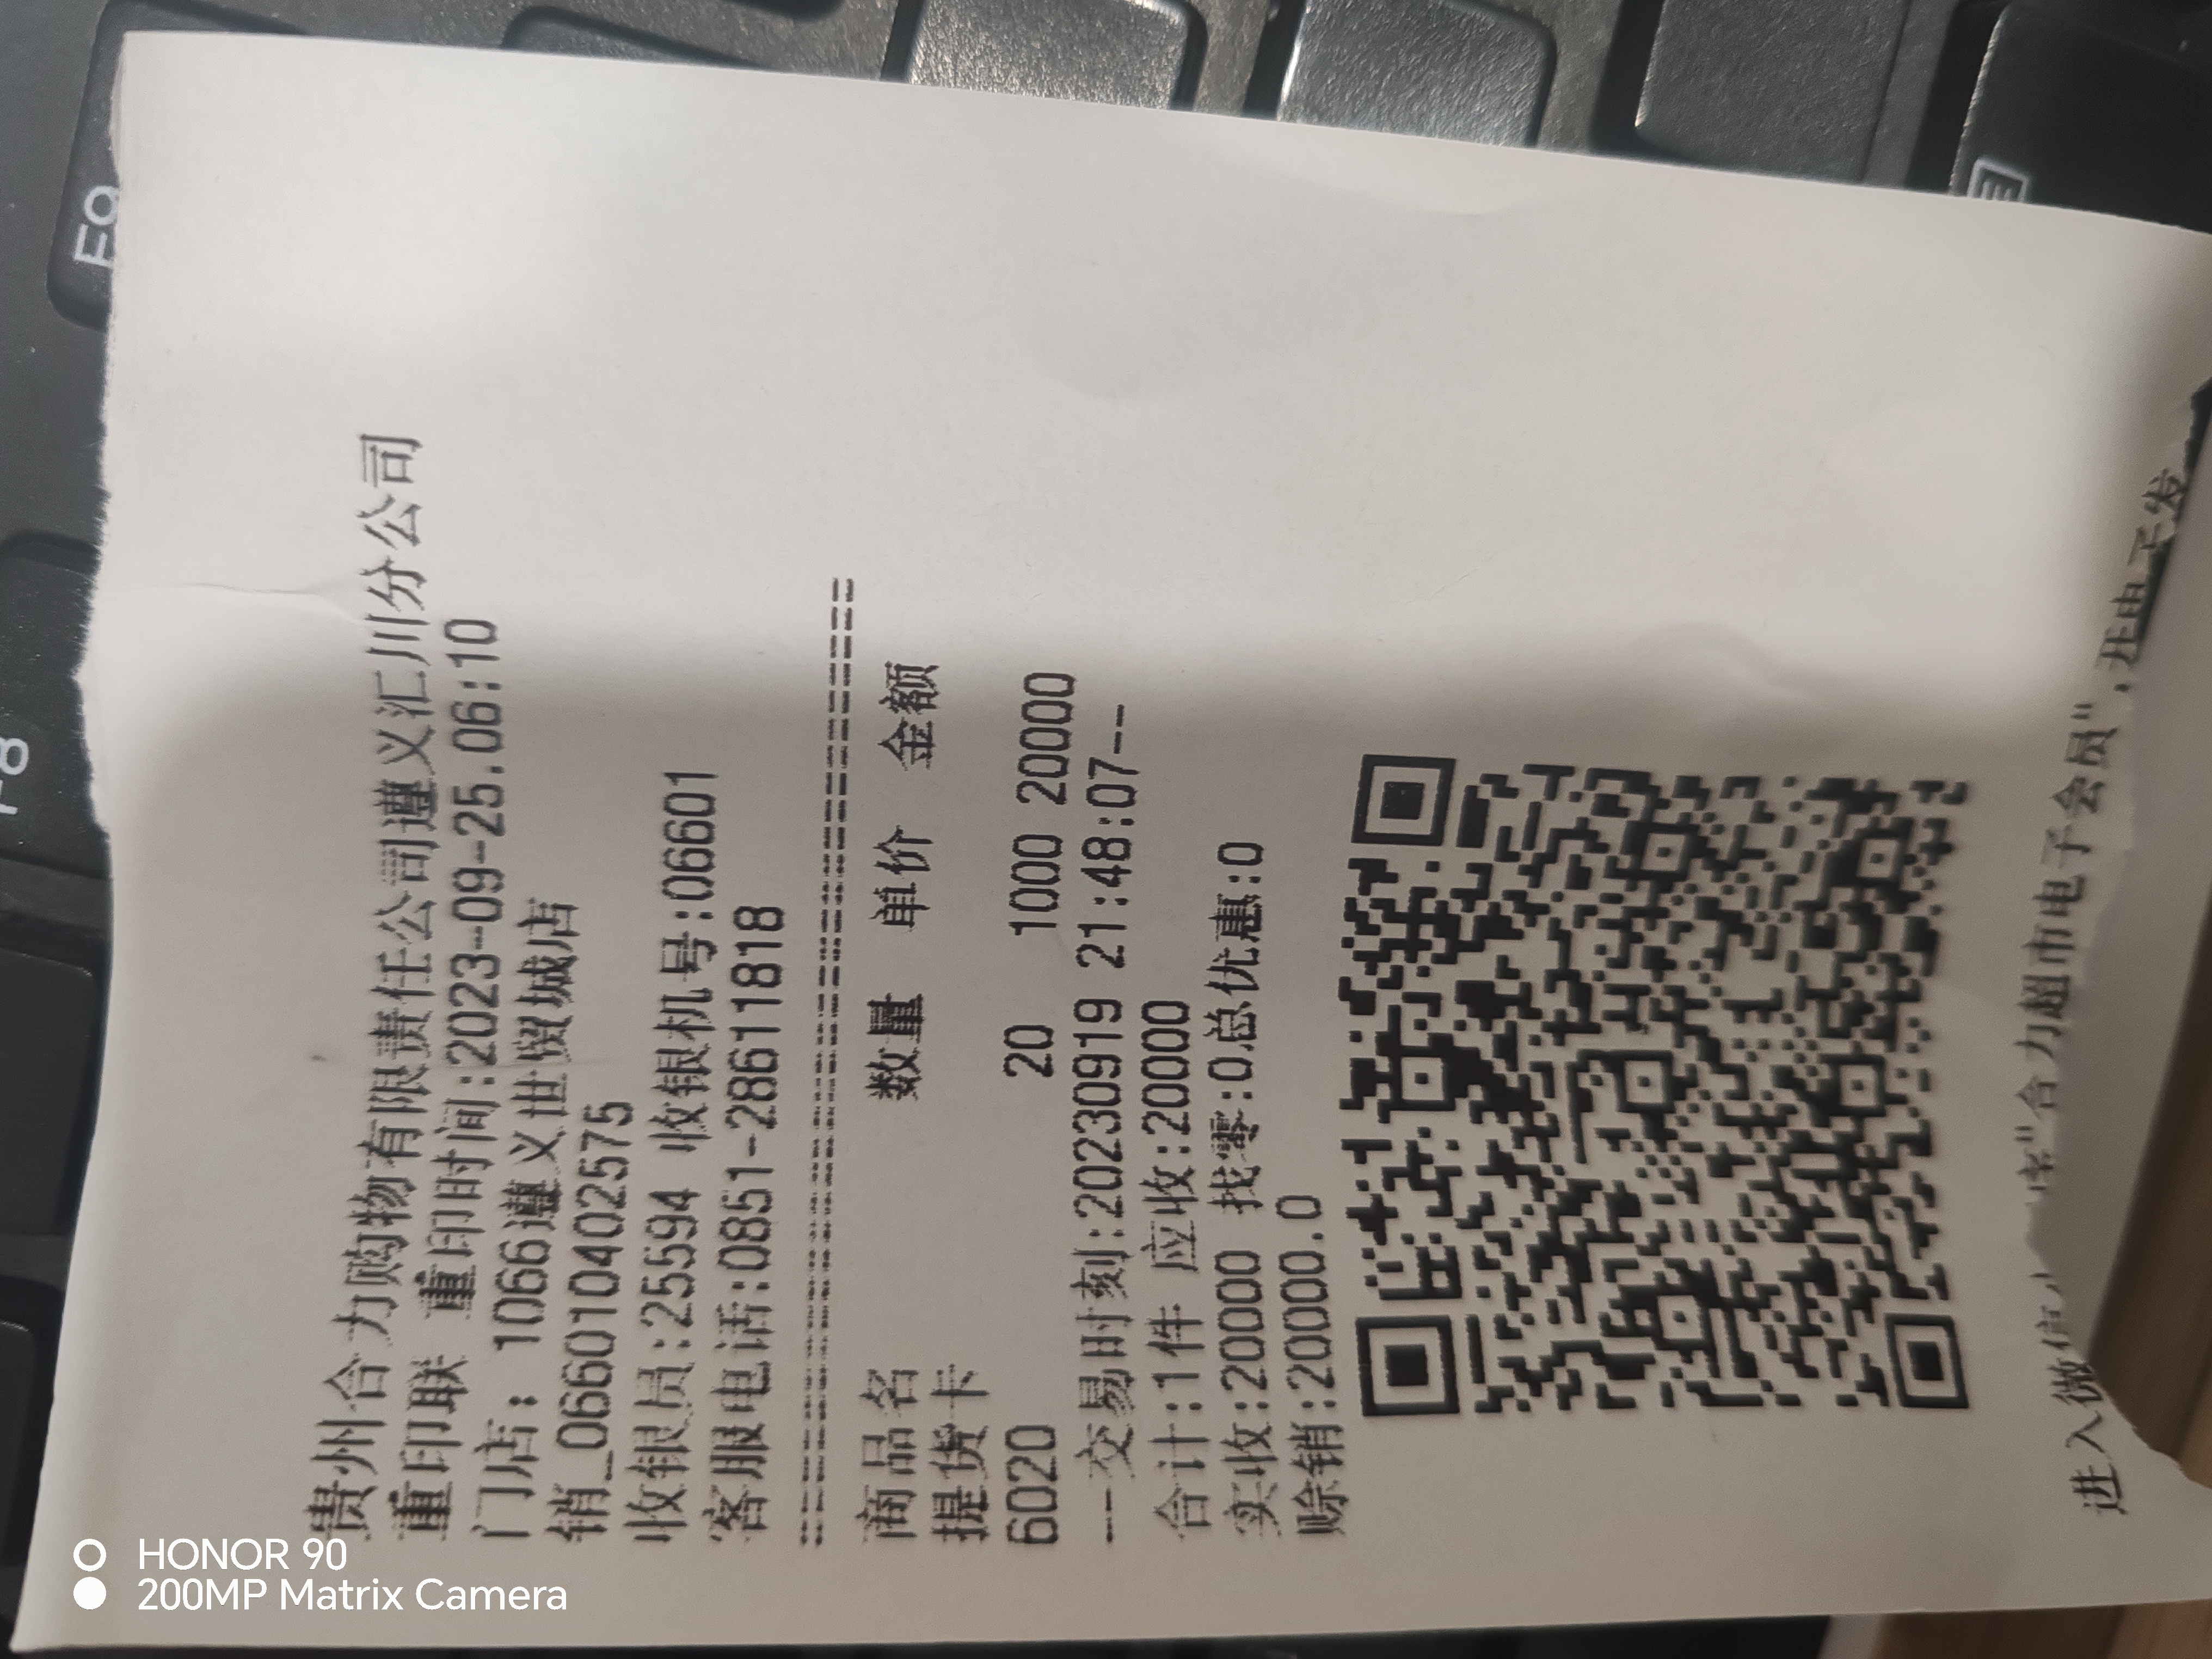 贵州合力购物有限责任公司遵义汇川分公司
重印联 重印时间:2023-09-25.06:10
门店: 1066遵义世贸城店
销_066010402575
收银员:25594 收银机号:06601
客服电话:0851-28611818
================================
商品名 数量 单价 金额
提货卡
6020 20 1000 20000
--交易时刻:20230919 21:48:07--
合计:1件 应收:20000
实收:20000 找零:0总优惠:0
赊销:20000.0
进入微信 "合力超市电子会员",开电子发
F9
F8
HONOR 90
200MP Matrix Camera